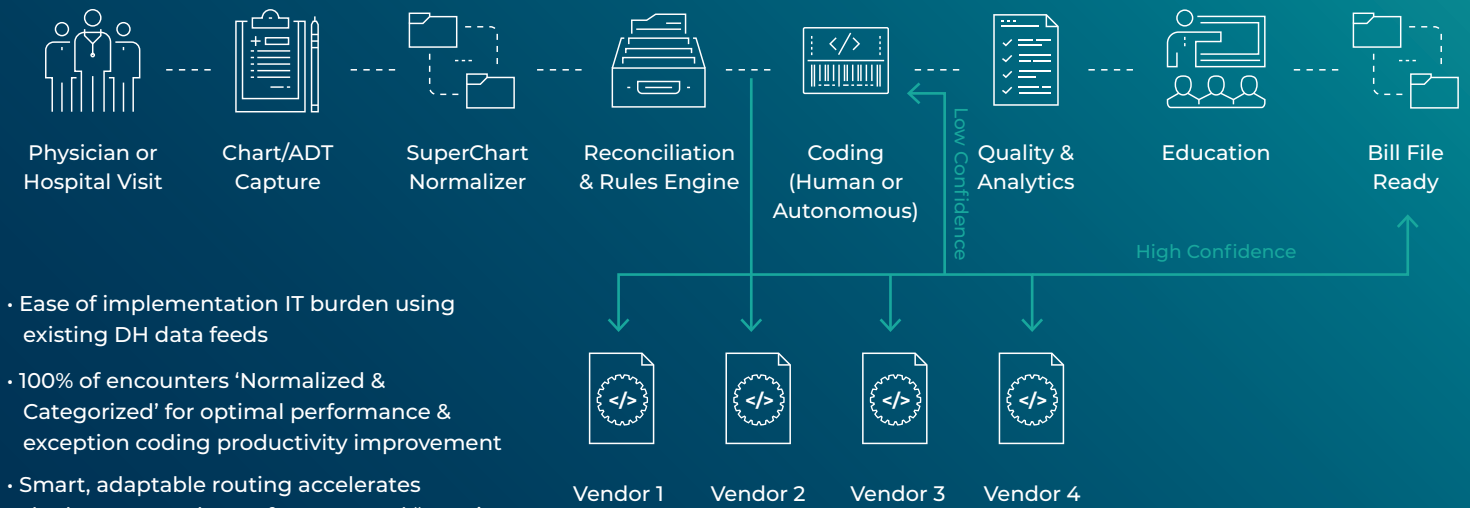 Physician or
Hospital Visit
Chart/ADT
Capture
SuperChart
Normalizer
Reconciliation
& Rules Engine
</>
Coding
(Human or
Autonomous)
Quality &
Analytics
Education
Bill File
Ready
Low Confidence
High Confidence
• Ease of implementation IT burden using
existing DH data feeds
• 100% of encounters ‘Normalized &
Categorized’ for optimal performance &
exception coding productivity improvement
• Smart, adaptable routing accelerates
</>
</>
</>
</>
Vendor 1
Vendor 2
Vendor 3
Vendor 4